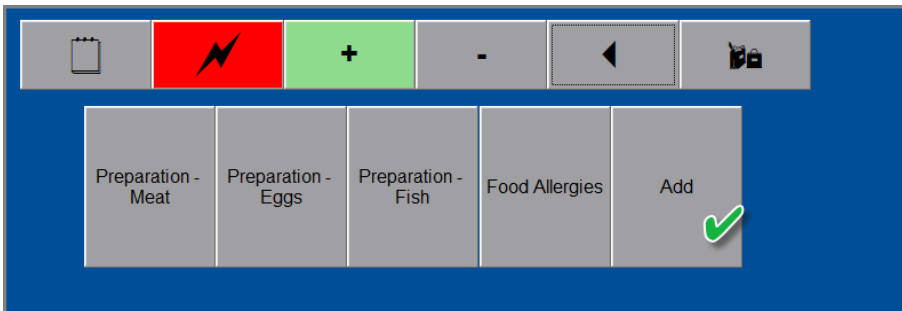 +
-
Preparation -
Meat
Preparation -
Eggs
Preparation -
Fish
Food Allergies
Add